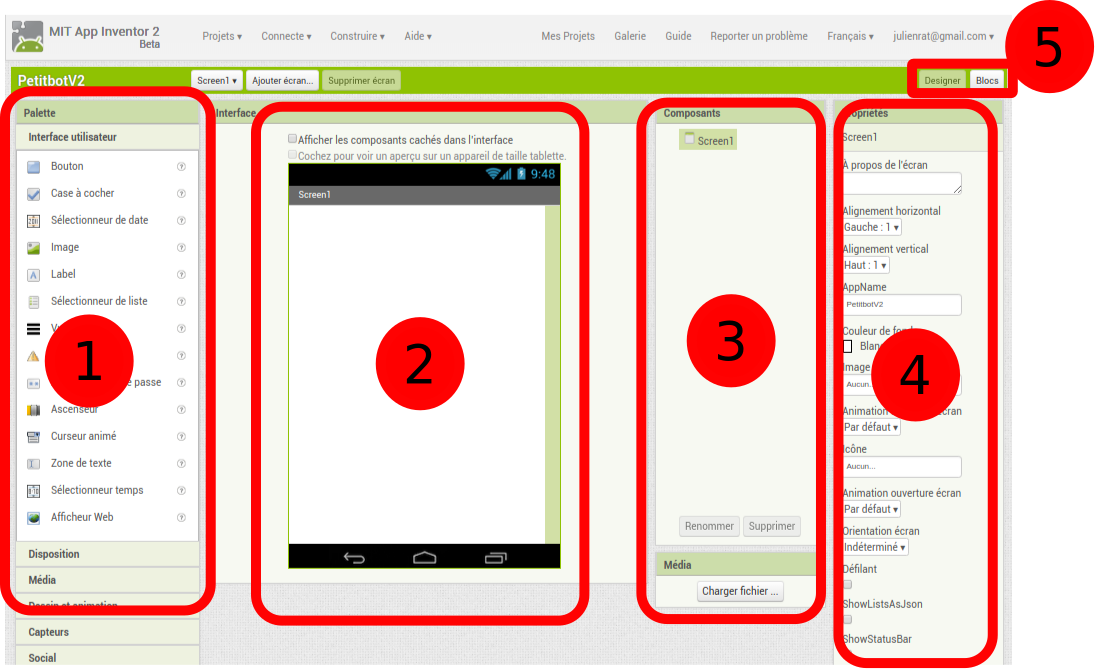 MIT App Inventor 2
Beta
Projets ▾ Connecte ▾ Construire ▾ Aide ▾ Mes Projets Galerie Guide Reporter un problème Français ▾ julienrat@gmail.com ▾
5
PetitbotV2 Screen1 ▾ Ajouter écran... Supprimer écran Designer Blocs
Palette
Interface utilisateur
Bouton
Case à cocher
Sélectionneur de date
Image
Label
Sélectionneur de liste
1
passe
Ascenseur
Curseur animé
Zone de texte
Sélectionneur temps
Afficheur Web
Disposition
Média
Dessin et animation
Capteurs
Social
Interface
Afficher les composants cachés dans l'interface
Cochez pour voir un aperçu sur un appareil de taille tablette.
9:48
Screen1
2
Composants
Screen1
3
Renommer Supprimer
Média
Charger fichier ...
Propriétés
Screen1
À propos de l'écran
Alignement horizontal
Gauche : 1 ▾
Alignement vertical
Haut : 1 ▾
AppName
PetitbotV2
Couleur de fond
Image
4
Aucun...
Animation écran
Par défaut ▾
Icône
Aucun...
Animation ouverture écran
Par défaut ▾
Orientation écran
Indéterminé ▾
Défilant
ShowListsAsJson
ShowStatusBar